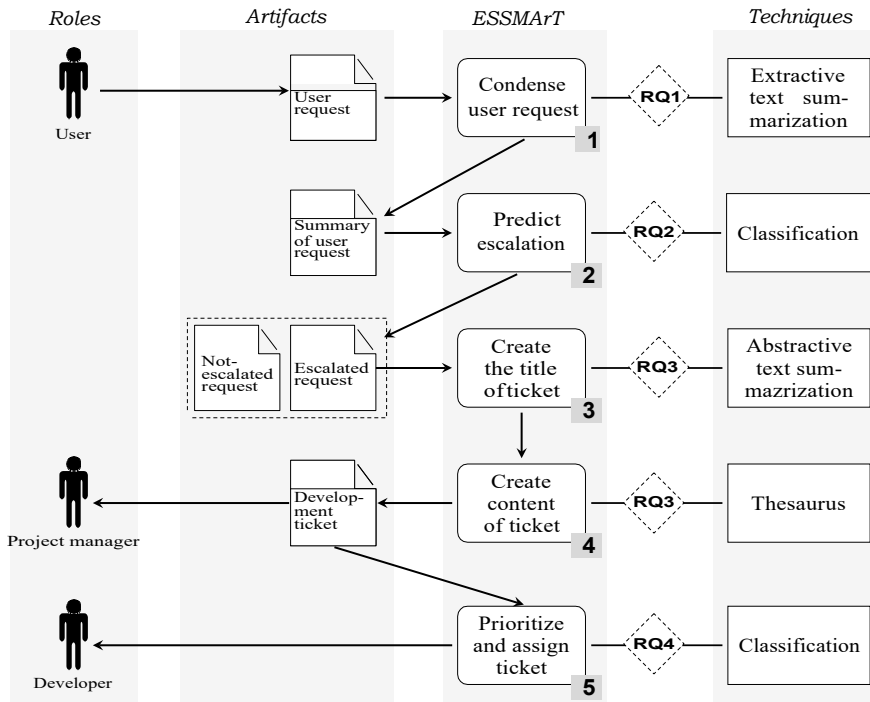 Roles
Artifacts
ESSMArT
Techniques
User
User
request
Condense
user request
1
RQ1
Extractive
text sum-
marization
Summary
of user
request
Predict
escalation
2
RQ2
Classification
Not-
escalated
request
Escalated
request
Create
the title
of ticket
3
RQ3
Abstractive
text sum-
mazrization
Project manager
Develop-
ment
ticket
Create
content
of ticket
4
RQ3
Thesaurus
Developer
Prioritize
and assign
ticket
5
RQ4
Classification